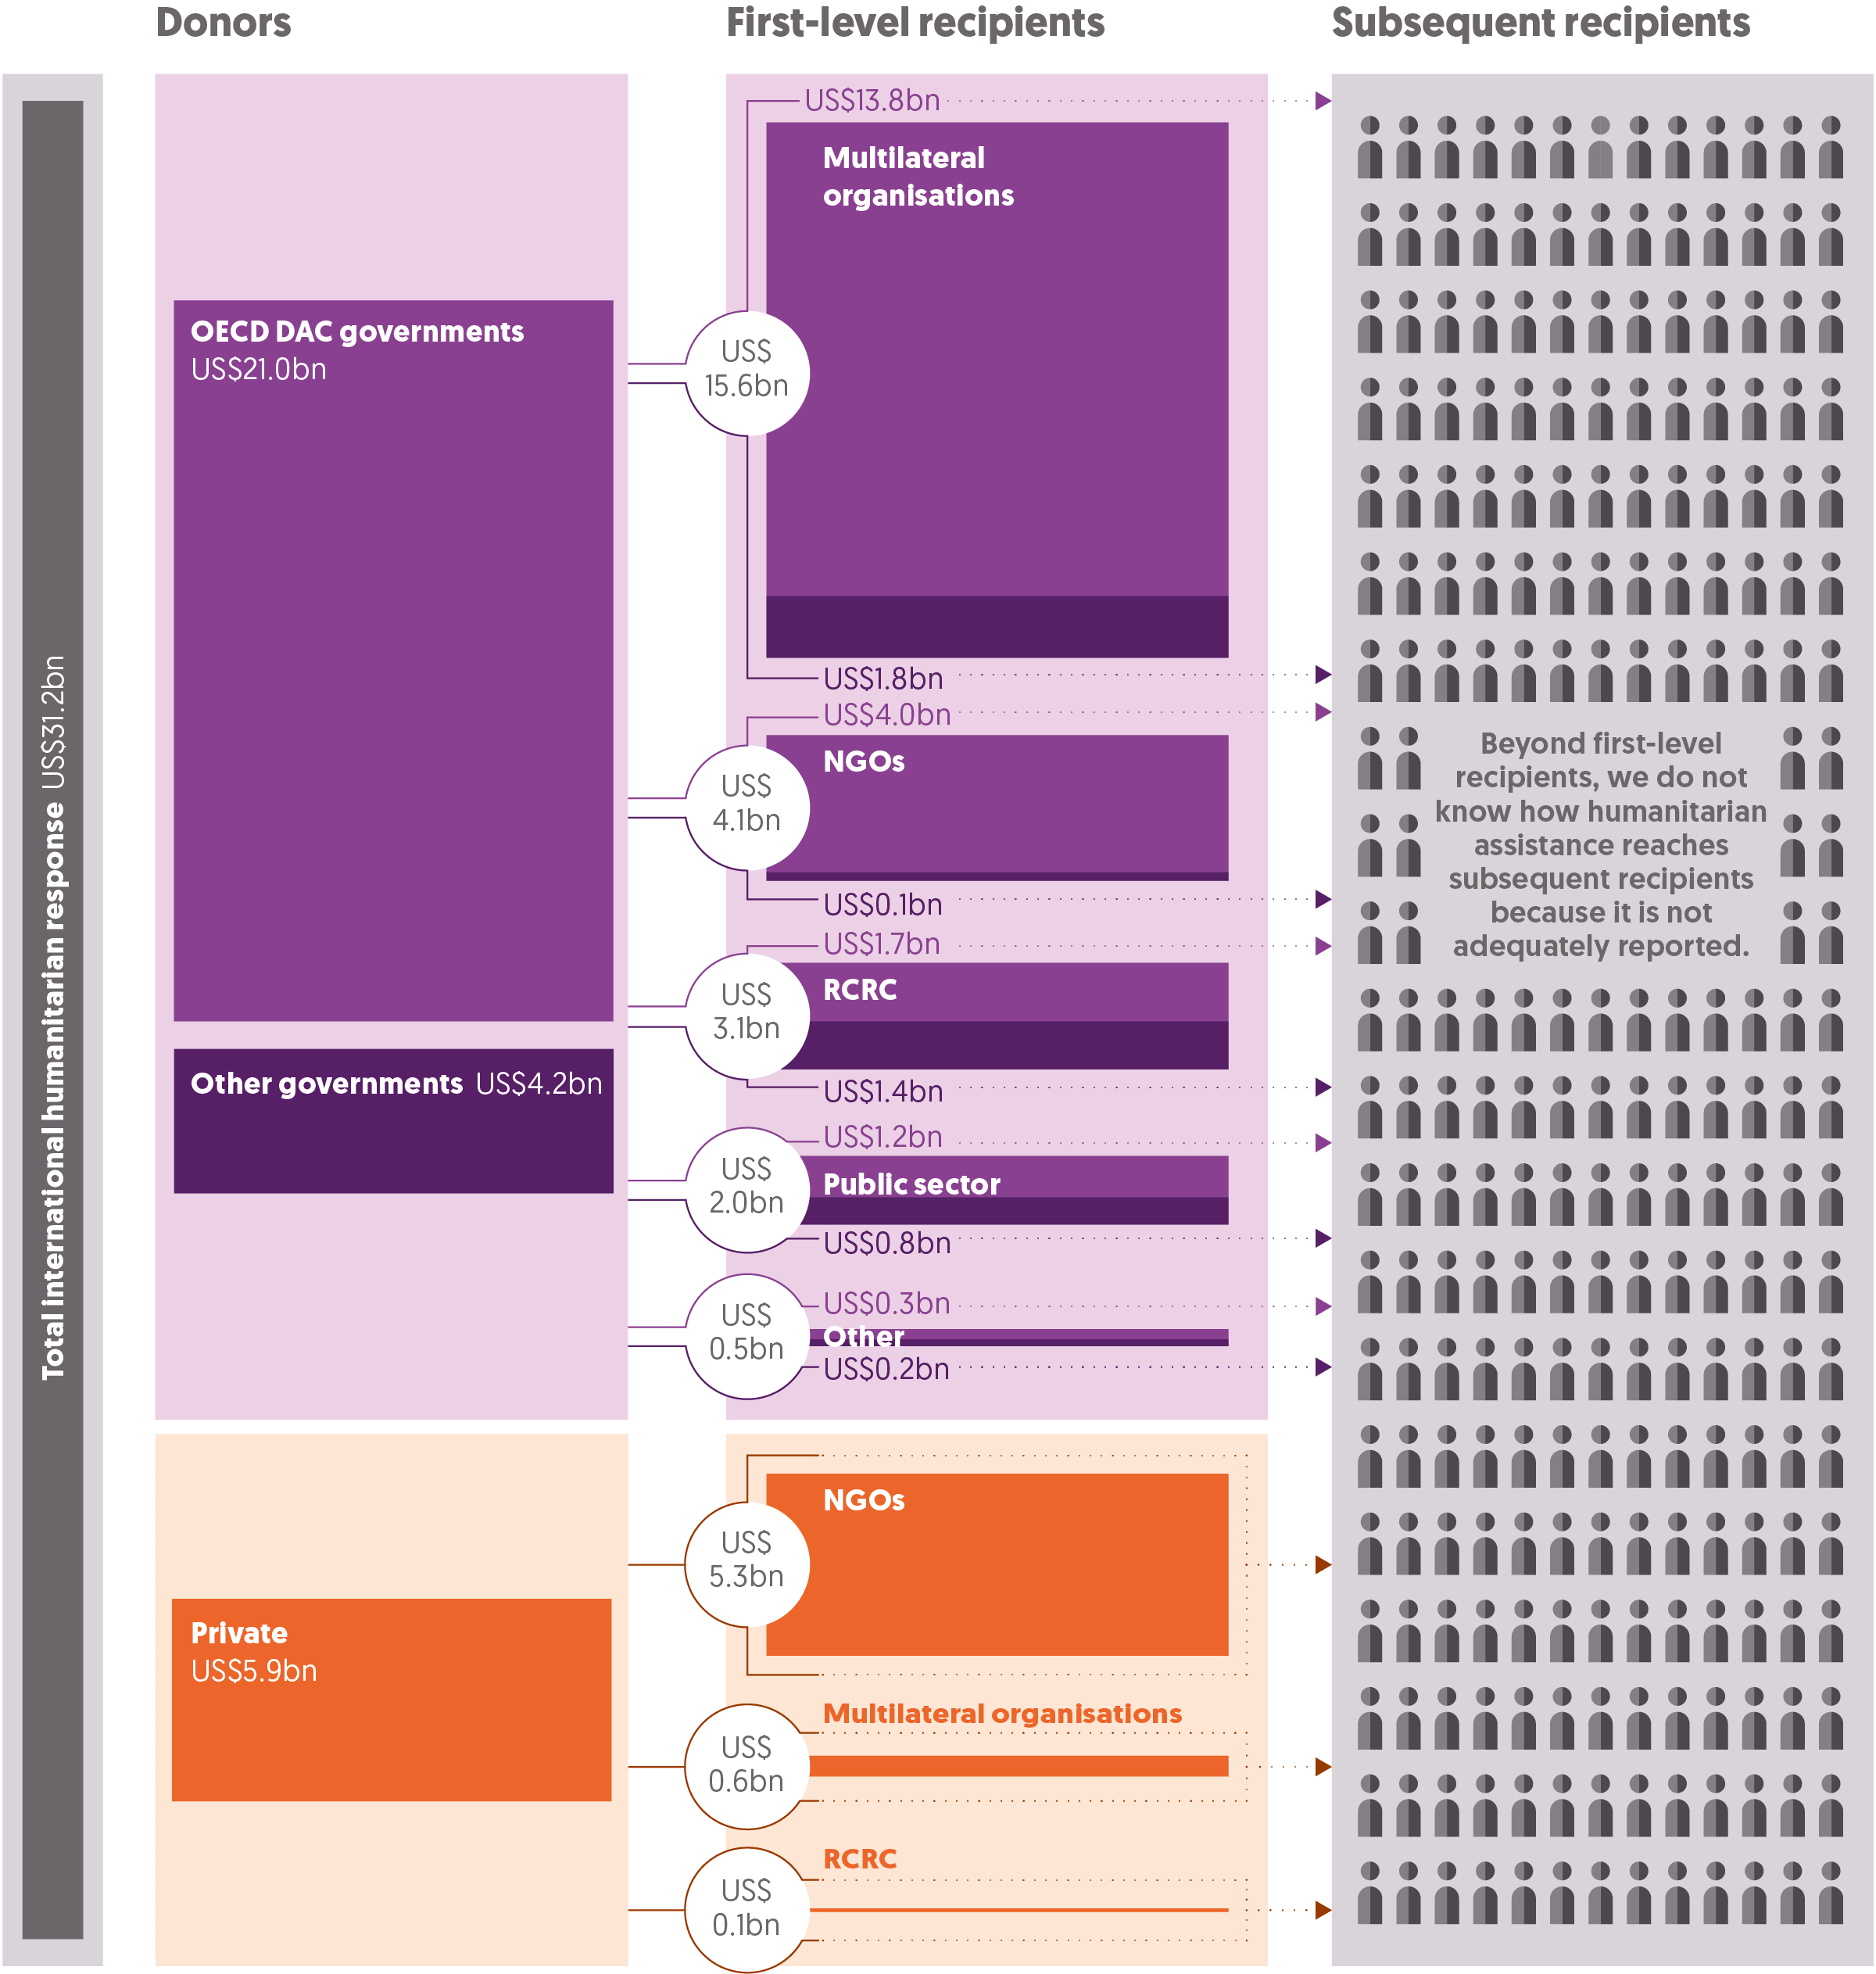 Donors
First-level recipients
Subsequent recipients
Total international humanitarian response US$31.2bn
OECD DAC governments
US$21.0bn
Other governments US$4.2bn
US$13.8bn
Multilateral
organisations
US$
15.6bn
US$1.8bn
US$4.0bn
NGOs
US$
4.1bn
US$0.1bn
US$1.7bn
RCRC
US$
3.1bn
US$1.4bn
US$1.2bn
Public sector
US$
2.0bn
US$0.8bn
US$0.3bn
Other
US$
0.5bn
US$0.2bn
Beyond first-level
recipients, we do not
know how humanitarian
assistance reaches
subsequent recipients
because it is not
adequately reported.
Private
US$5.9bn
NGOs
US$
5.3bn
Multilateral organisations
US$
0.6bn
RCRC
US$
0.1bn